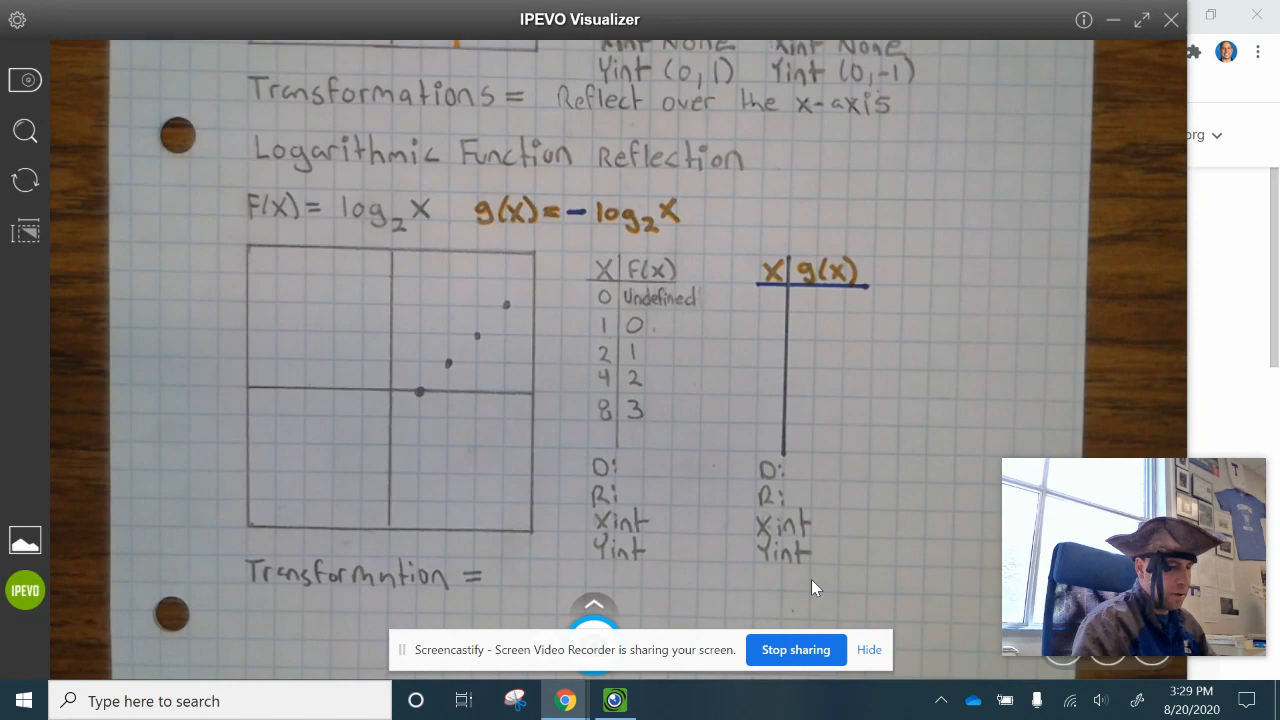 IPEVO Visualizer
Xint None Xint None
Yint (0, 1) Yint (0, -1)
Transformations = Reflect over the x-axis
Logarithmic Function Reflection
F(X) = log₂X g(X) = - log₂X
X F(X)
0 Undefined
1 0
2 1
4 2
8 3
X g(X)
D: D:
R: R:
Xint Xint
Yint Yint
Transformation =
org
IPEVO
Screencastify - Screen Video Recorder is sharing your screen. Stop sharing Hide
Type here to search
3:29 PM
8/20/2020